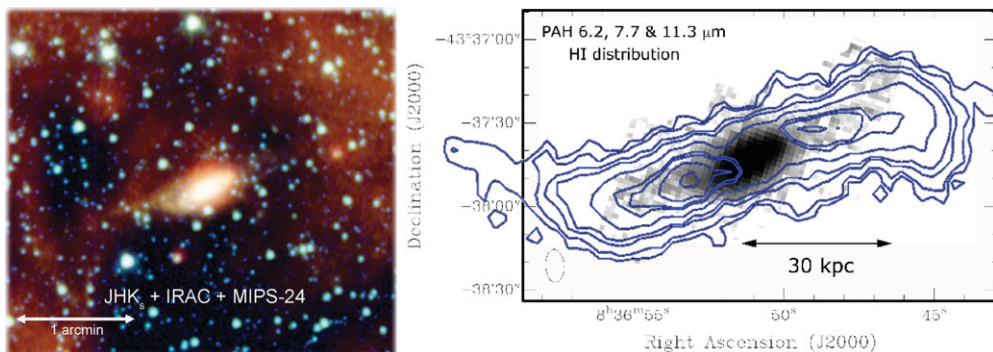 JHKs + IRAC + MIPS-24
1 arcmin
PAH 6.2, 7.7 & 11.3 μm
HI distribution
30 kpc
Declination (J2000)
-43°37'00"
-37'30"
-38'00"
-38'30"
8h36m55s
50s
45s
Right Ascension (J2000)